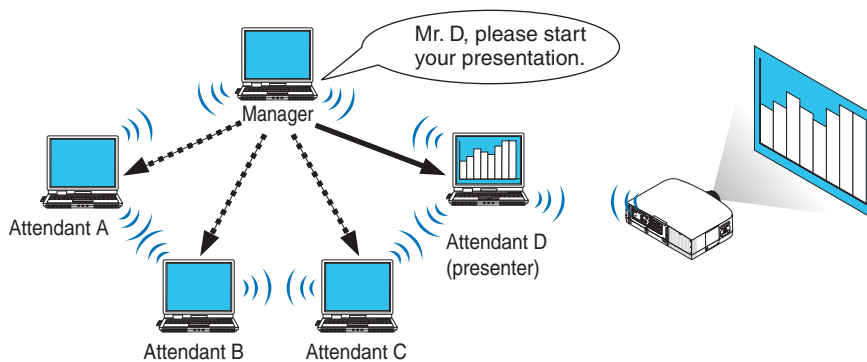 Mr. D, please start
your presentation.
Manager
Attendant A
Attendant D
(presenter)
Attendant B
Attendant C